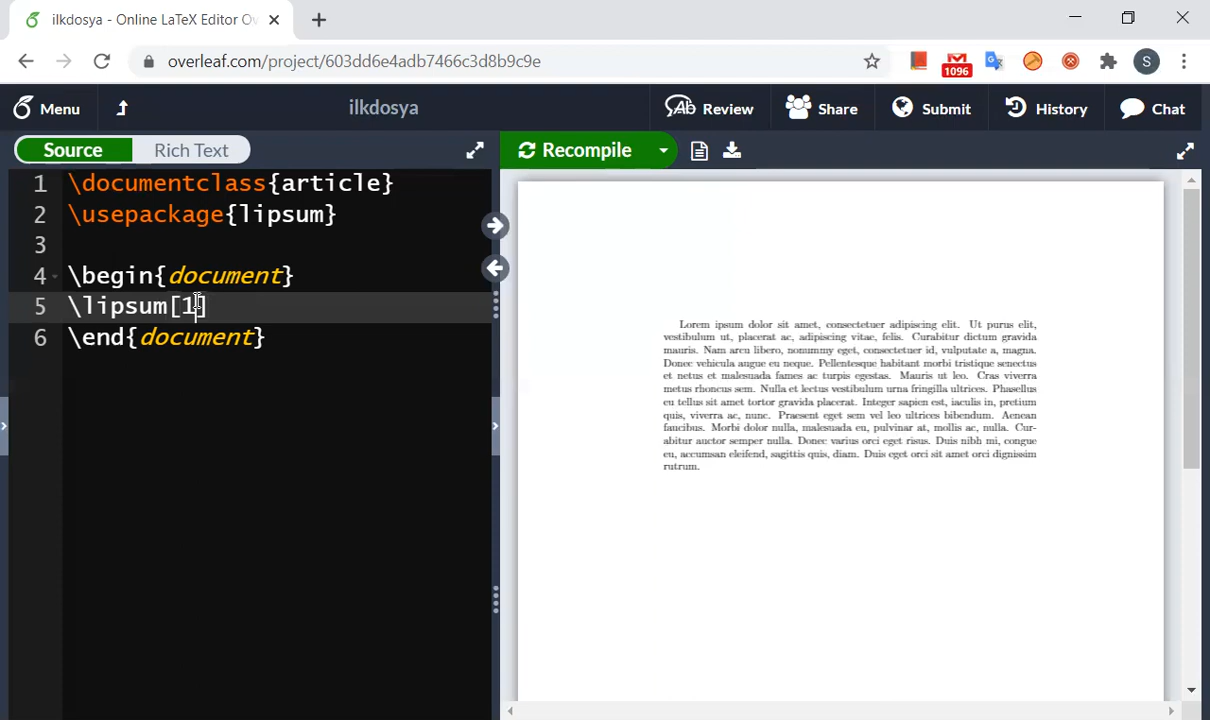 ilkdosya - Online LaTeX Editor Ov
overleaf.com/project/603dd6e4adb7466c3d8b9c9e
1096
S
Menu
ilkdosya
Review
Share
Submit
History
Chat
Source
Rich Text
Recompile
1 \documentclass{article}
2 \usepackage{lipsum}
3
4 \begin{document}
5 \lipsum[1]
6 \end{document}
Lorem ipsum dolor sit amet, consectetuer adipiscing elit. Ut purus elit,
vestibulum ut, placerat ac, adipiscing vitae, felis. Curabitur dictum gravida
mauris. Nam arcu libero, nonummy eget, consectetuer id, vulputate a, magna.
Donec vehicula augue eu neque. Pellentesque habitant morbi tristique senectus
et netus et malesuada fames ac turpis egestas. Mauris ut leo. Cras viverra
metus rhoncus sem. Nulla et lectus vestibulum urna fringilla ultrices. Phasellus
eu tellus sit amet tortor gravida placerat. Integer sapien est, iaculis in, pretium
quis, viverra ac, nunc. Praesent eget sem vel leo ultrices bibendum. Aenean
faucibus. Morbi dolor nulla, malesuada eu, pulvinar at, mollis ac, nulla. Cur-
abitur auctor semper nulla. Donec varius orci eget risus. Duis nibh mi, congue
eu, accumsan eleifend, sagittis quis, diam. Duis eget orci sit amet orci dignissim
rutrum.